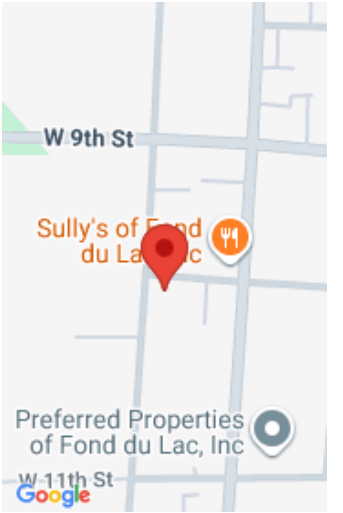 W 9th St
Sully's of Fond
du Lac
Preferred Properties
of Fond du Lac, Inc
W 11th St
Google